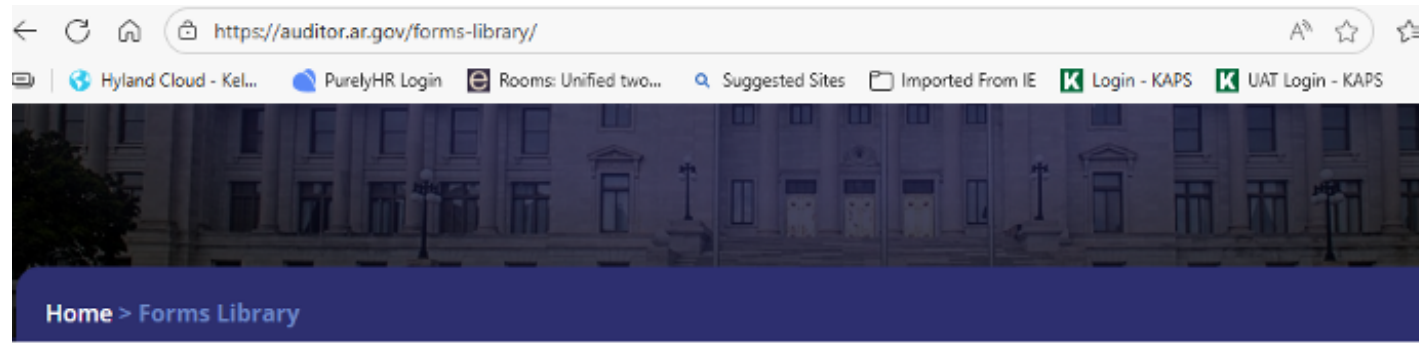 https://auditor.ar.gov/forms-library/
Hyland Cloud - Kel... PurelyHR Login Rooms: Unified two... Suggested Sites Imported From IE Login - KAPS UAT Login - KAPS
Home > Forms Library